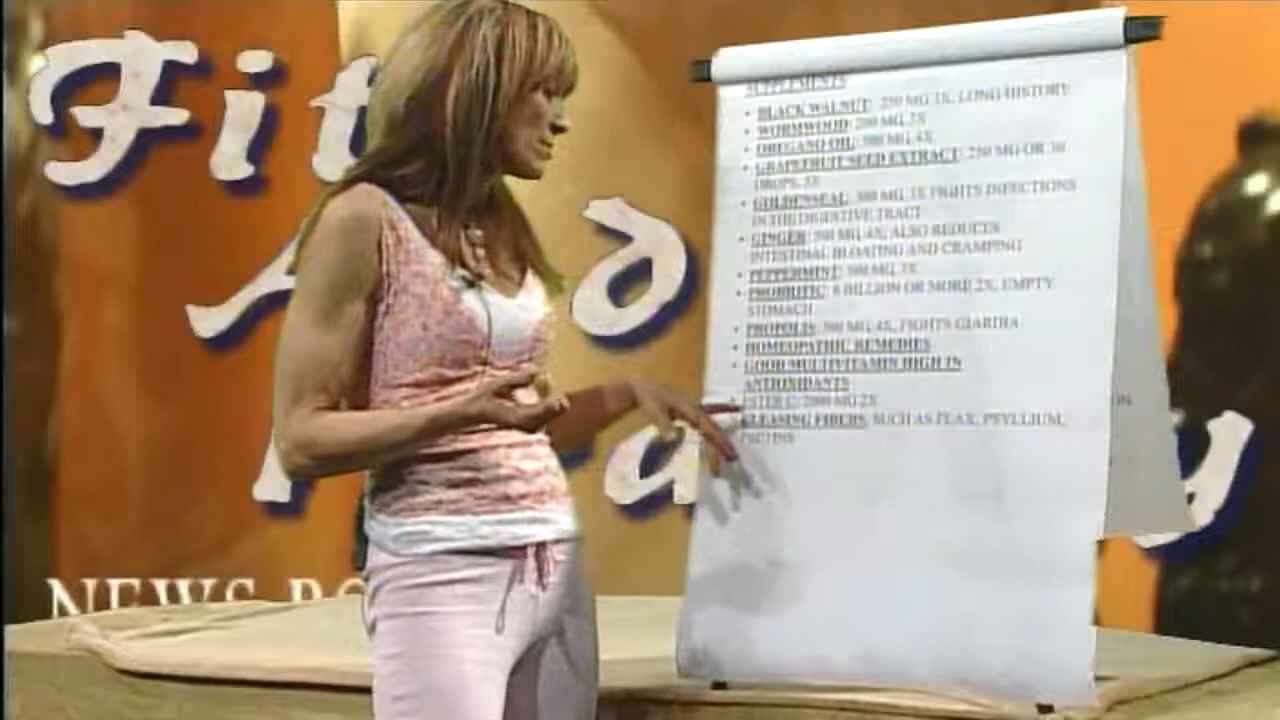 Fit
A d
NEWS RO
SUPPLEMENTS
• BLACK WALNUT: 250 MG 1X, LONG HISTORY
• WORMWOOD: 200 MG, 2X
• OREGANO OIL: 500 MG, 4X
• GRAPEFRUIT SEED EXTRACT: 250 MG OR 10
DROPS, 3X
• GOLDENSEAL: 500 MG, 3X FIGHTS INFECTIONS
IN THE DIGESTIVE TRACT
• GINGER: 500 MG, 4X, ALSO REDUCES
INTESTINAL BLOATING AND CRAMPING
• PEPPERMINT: 500 MG, 3X
• PROBIOTIC: 8 BILLION OR MORE 2X, EMPTY
STOMACH
• PROPOLIS: 500 MG, 4X, FIGHTS GIARDIA
• HOMEOPATHIC REMEDIES
• GOOD MULTIVITAMIN HIGH IN
ANTIOXIDANTS
• ESTER C: 2000 MG 2X
CLEASING FIBERS, SUCH AS FLAX, PSYLLIUM,
PECTINS
a y